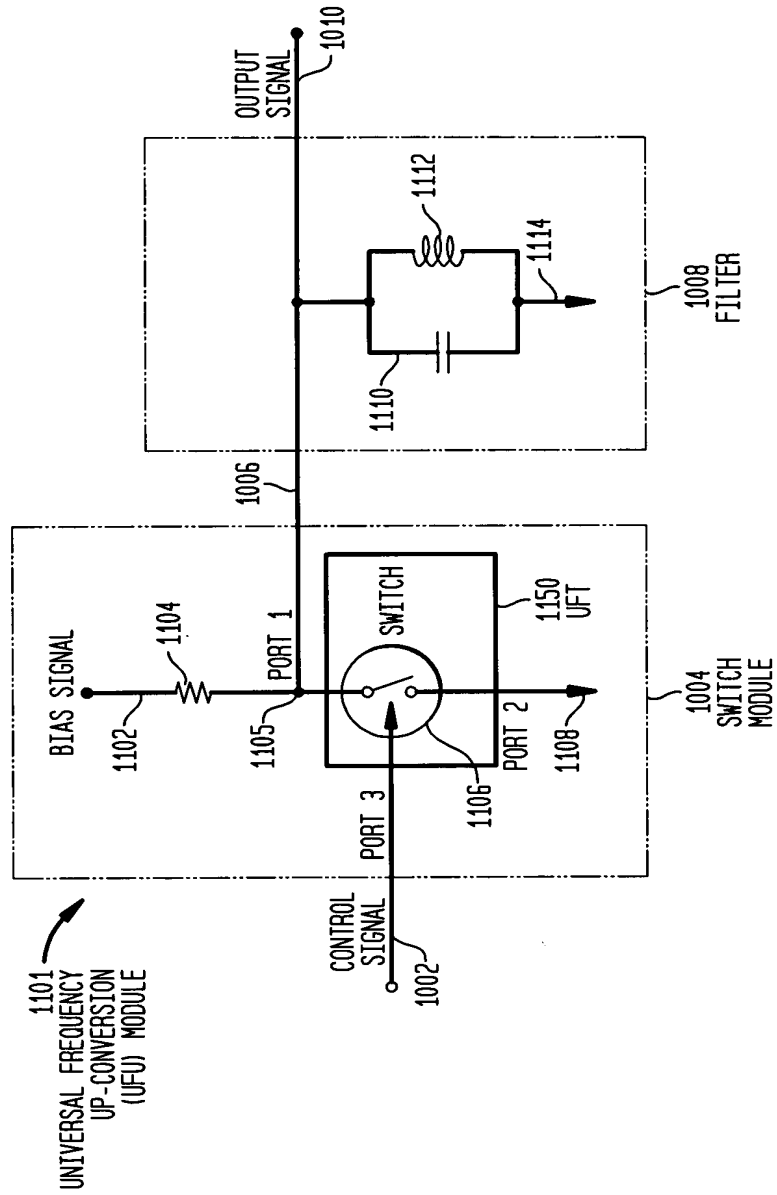 1101
UNIVERSAL FREQUENCY
UP-CONVERSION
(UFU) MODULE
BIAS SIGNAL
1102
1104
1105
PORT 1
1006
OUTPUT
SIGNAL
1010
CONTROL
SIGNAL
1002
PORT 3
SWITCH
1106
PORT 2
1108
1150
UFT
1110
1112
1114
1004
SWITCH
MODULE
1008
FILTER